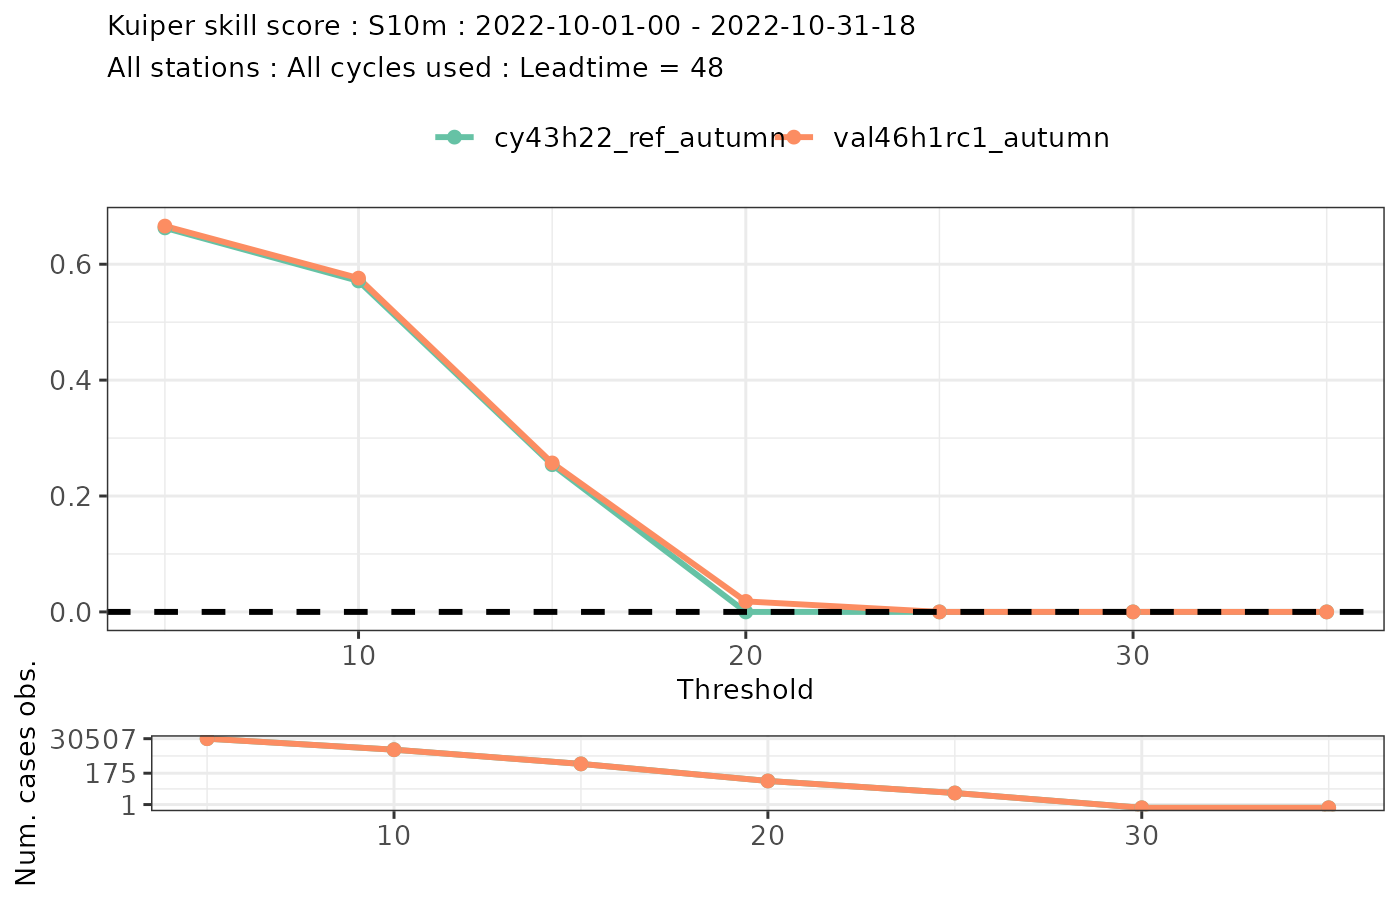 Kuiper skill score : S10m : 2022-10-01-00 - 2022-10-31-18
All stations : All cycles used : Leadtime = 48
cy43h22_ref_autumn val46h1rc1_autumn
0.6
0.4
0.2
0.0
10 20 30
Threshold
Num. cases obs.
30507
175
1
10 20 30